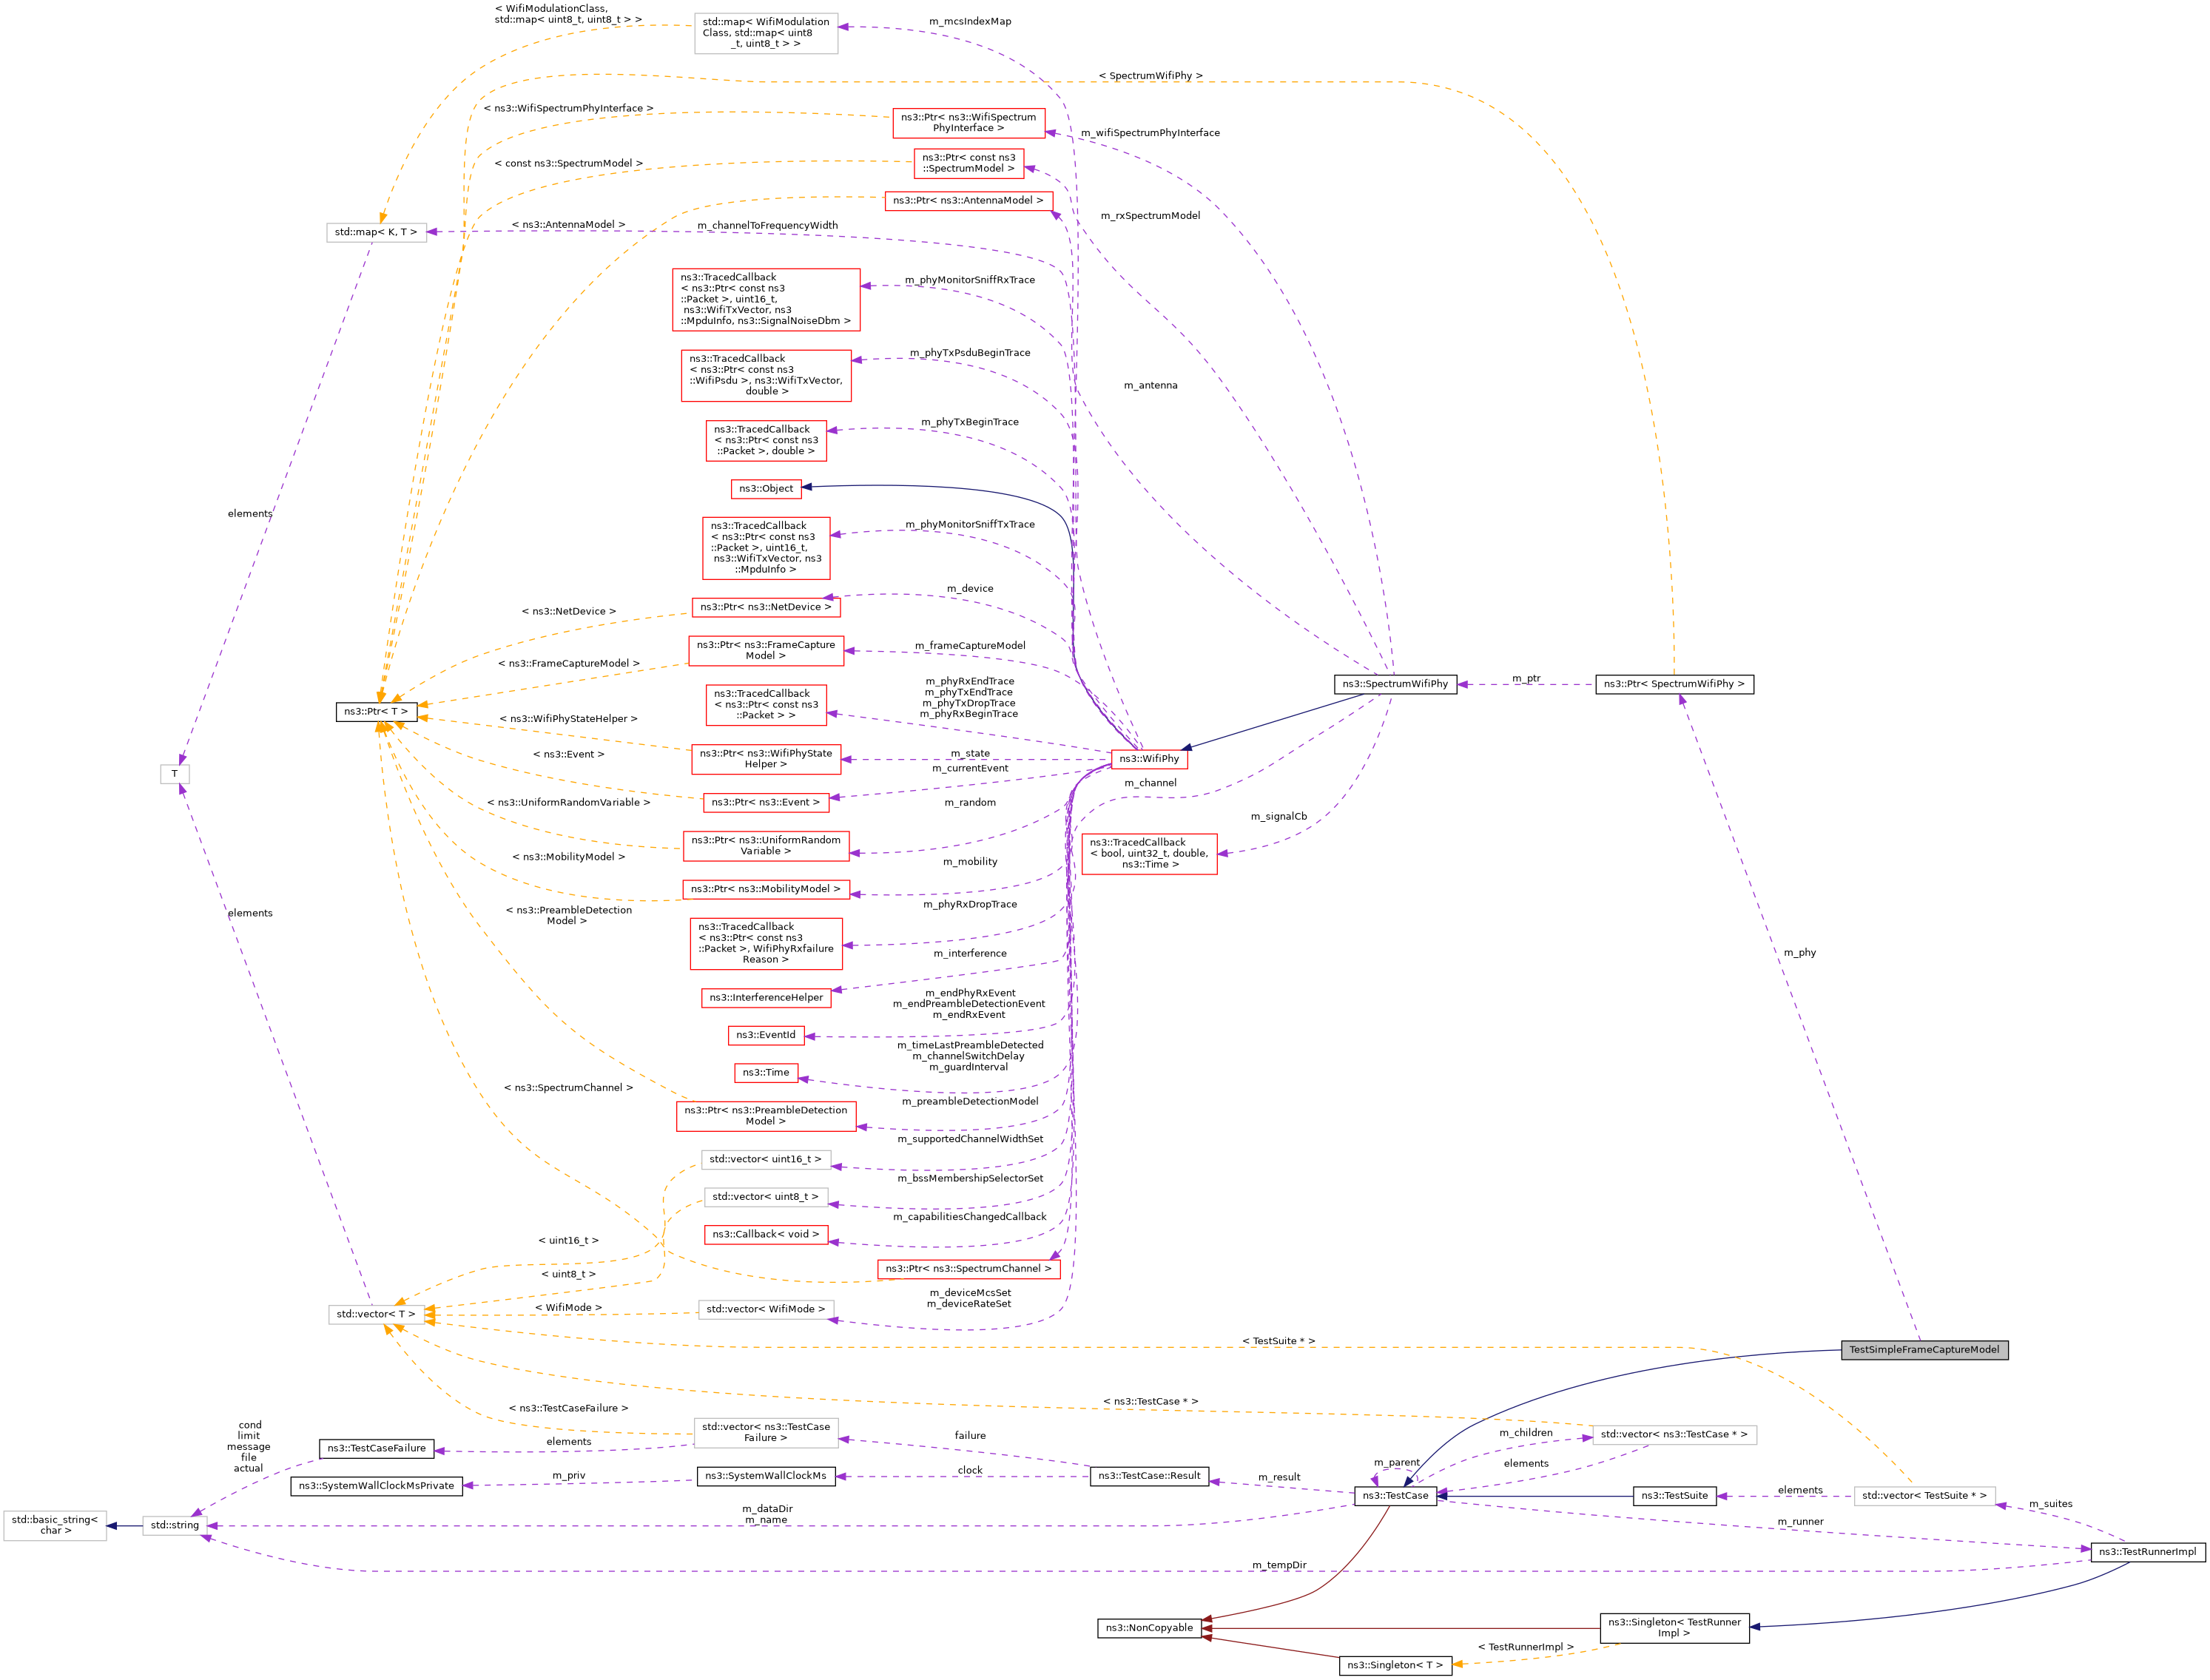 < WifiModulationClass,
std::map< uint8_t, uint8_t > >
std::map< WifiModulation
Class, std::map< uint8
_t, uint8_t > >
m_mcsIndexMap
< SpectrumWifiPhy >
< ns3::WifiSpectrumPhyInterface >
ns3::Ptr< ns3::WifiSpectrum
PhyInterface >
m_wifiSpectrumPhyInterface
< const ns3::SpectrumModel >
ns3::Ptr< const ns3
::SpectrumModel >
ns3::Ptr< ns3::AntennaModel >
m_rxSpectrumModel
std::map< K, T >
< ns3::AntennaModel >
m_channelToFrequencyWidth
ns3::TracedCallback
< ns3::Ptr< const ns3
::Packet >, uint16_t,
ns3::WifiTxVector, ns3
::MpduInfo, ns3::SignalNoiseDbm >
m_phyMonitorSniffRxTrace
ns3::TracedCallback
< ns3::Ptr< const ns3
::WifiPsdu >, ns3::WifiTxVector,
double >
m_phyTxPsduBeginTrace
m_antenna
ns3::TracedCallback
< ns3::Ptr< const ns3
::Packet >, double >
m_phyTxBeginTrace
ns3::Object
elements
ns3::TracedCallback
< ns3::Ptr< const ns3
::Packet >, uint16_t,
ns3::WifiTxVector, ns3
::MpduInfo >
m_phyMonitorSniffTxTrace
m_device
< ns3::NetDevice >
ns3::Ptr< ns3::NetDevice >
ns3::Ptr< ns3::FrameCapture
Model >
m_frameCaptureModel
< ns3::FrameCaptureModel >
ns3::TracedCallback
< ns3::Ptr< const ns3
::Packet > >
m_phyRxEndTrace
m_phyTxEndTrace
m_phyTxDropTrace
m_phyRxBeginTrace
ns3::SpectrumWifiPhy
m_ptr
ns3::Ptr< SpectrumWifiPhy >
ns3::Ptr< T >
< ns3::WifiPhyStateHelper >
ns3::Ptr< ns3::WifiPhyState
Helper >
m_state
m_currentEvent
ns3::WifiPhy
< ns3::Event >
T
m_channel
ns3::Ptr< ns3::Event >
m_random
< ns3::UniformRandomVariable >
m_signalCb
ns3::Ptr< ns3::UniformRandom
Variable >
ns3::TracedCallback
< bool, uint32_t, double,
ns3::Time >
< ns3::MobilityModel >
m_mobility
ns3::Ptr< ns3::MobilityModel >
m_phyRxDropTrace
elements
< ns3::PreambleDetection
Model >
ns3::TracedCallback
< ns3::Ptr< const ns3
::Packet >, WifiPhyRxfailure
Reason >
m_interference
m_phy
ns3::InterferenceHelper
m_endPhyRxEvent
m_endPreambleDetectionEvent
m_endRxEvent
ns3::EventId
m_timeLastPreambleDetected
m_channelSwitchDelay
m_guardInterval
ns3::Time
< ns3::SpectrumChannel >
ns3::Ptr< ns3::PreambleDetection
Model >
m_preambleDetectionModel
m_supportedChannelWidthSet
std::vector< uint16_t >
m_bssMembershipSelectorSet
std::vector< uint8_t >
m_capabilitiesChangedCallback
ns3::Callback< void >
< uint16_t >
ns3::Ptr< ns3::SpectrumChannel >
< uint8_t >
m_deviceMcsSet
m_deviceRateSet
std::vector< T >
< WifiMode >
std::vector< WifiMode >
< TestSuite * >
TestSimpleFrameCaptureModel
< ns3::TestCase * >
< ns3::TestCaseFailure >
cond
limit
message
file
actual
ns3::TestCaseFailure
elements
std::vector< ns3::TestCase
Failure >
failure
m_children
std::vector< ns3::TestCase * >
m_parent
elements
ns3::SystemWallClockMsPrivate
m_priv
ns3::SystemWallClockMs
clock
ns3::TestCase::Result
m_result
ns3::TestCase
ns3::TestSuite
elements
std::vector< TestSuite * >
m_suites
std::basic_string<
char >
std::string
m_dataDir
m_name
m_runner
ns3::TestRunnerImpl
m_tempDir
ns3::NonCopyable
ns3::Singleton< TestRunner
Impl >
< TestRunnerImpl >
ns3::Singleton< T >